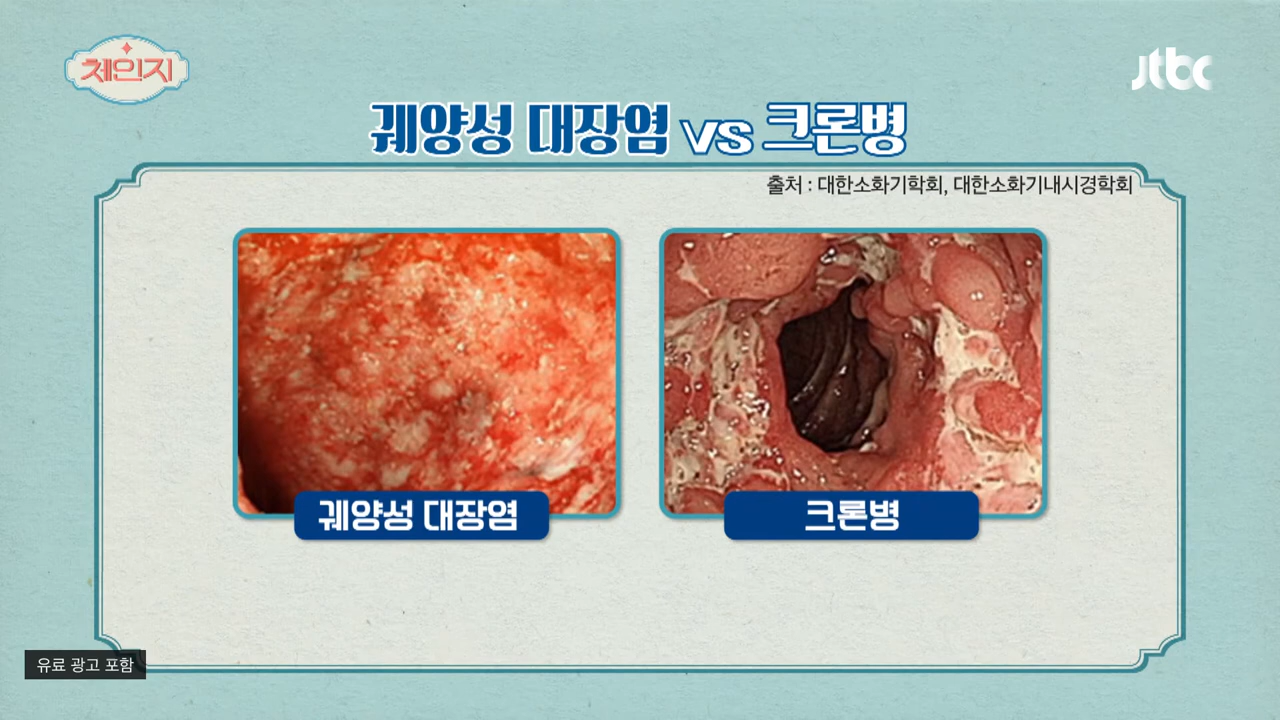 체인지
jtbc
궤양성 대장염 vs 크론병
출처 : 대한소화기학회, 대한소화기내시경학회
궤양성 대장염
크론병
유료 광고 포함